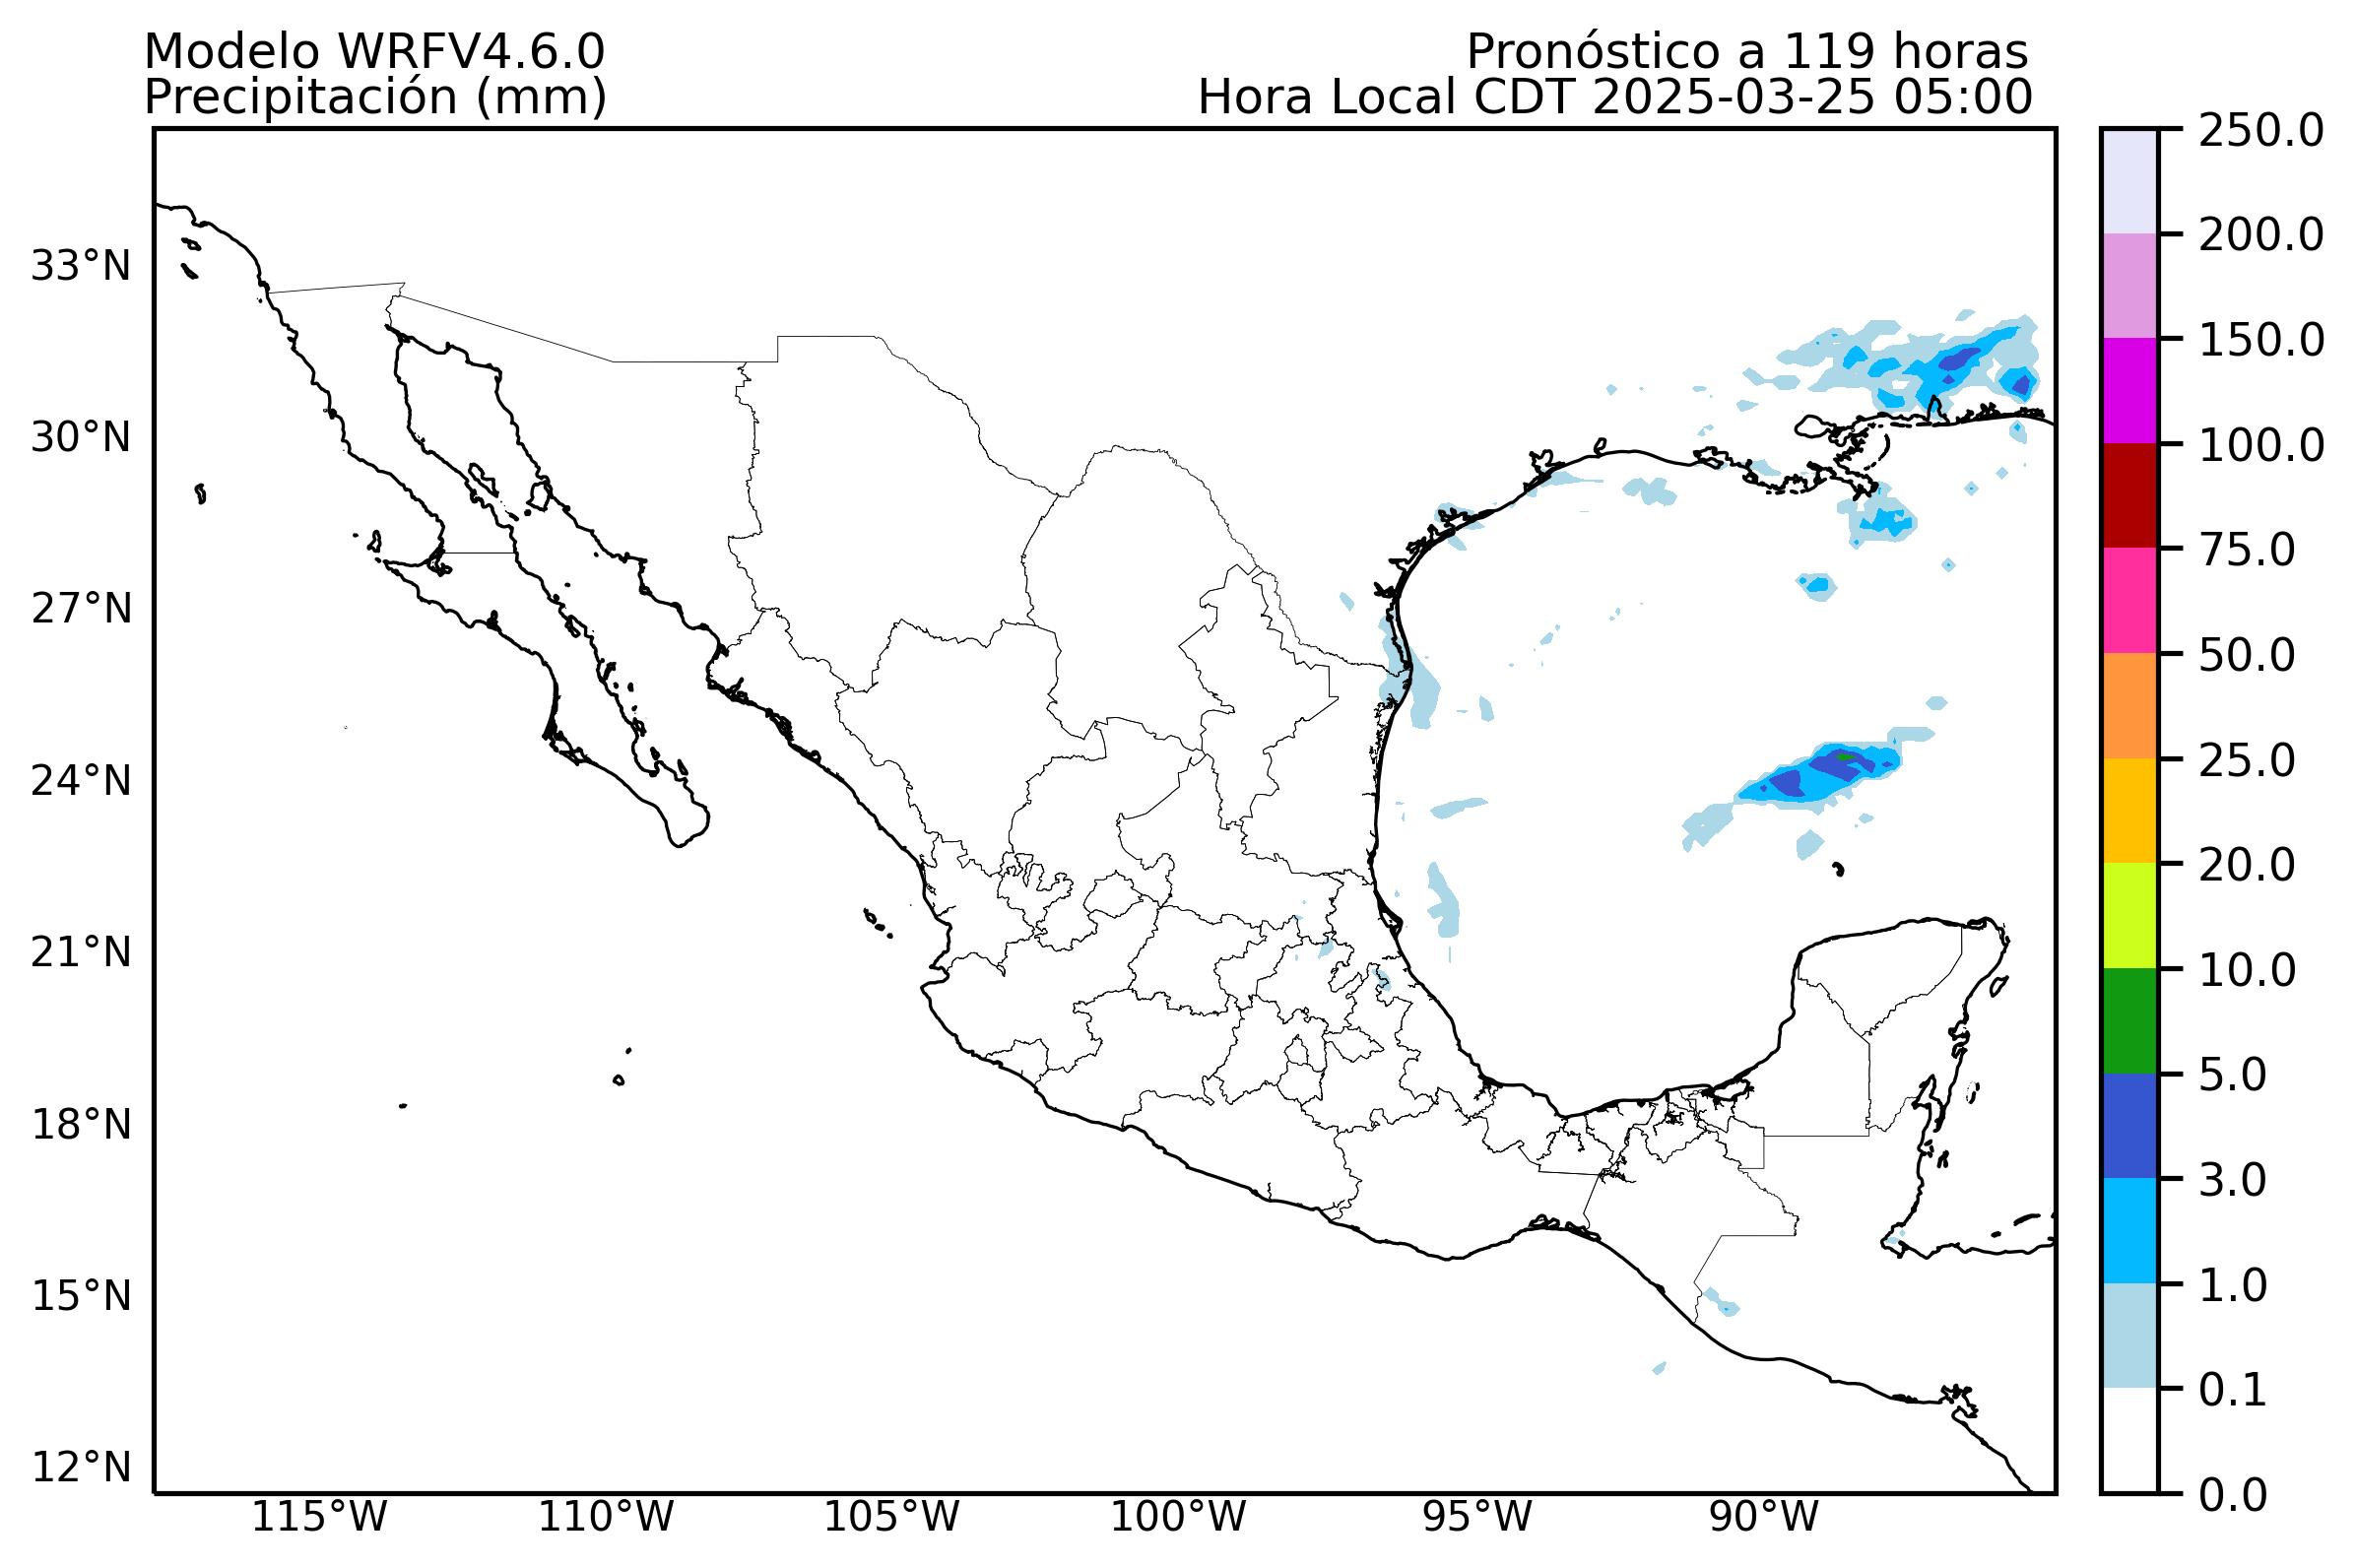 Modelo WRFV4.6.0
Pronóstico a 119 horas
Precipitación (mm)
Hora Local CDT 2025-03-25 05:00
33°N
30°N
27°N
24°N
21°N
18°N
15°N
12°N
115°W
110°W
105°W
100°W
95°W
90°W
250.0
200.0
150.0
100.0
75.0
50.0
25.0
20.0
10.0
5.0
3.0
1.0
0.1
0.0